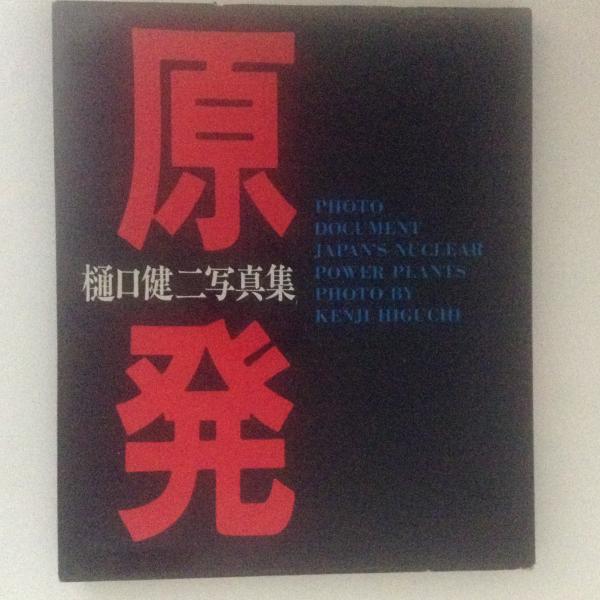 原発
樋口健二写真集
PHOTO
DOCUMENT
JAPAN'S NUCLEAR
POWER PLANTS
PHOTO BY
KENJI HIGUCHI